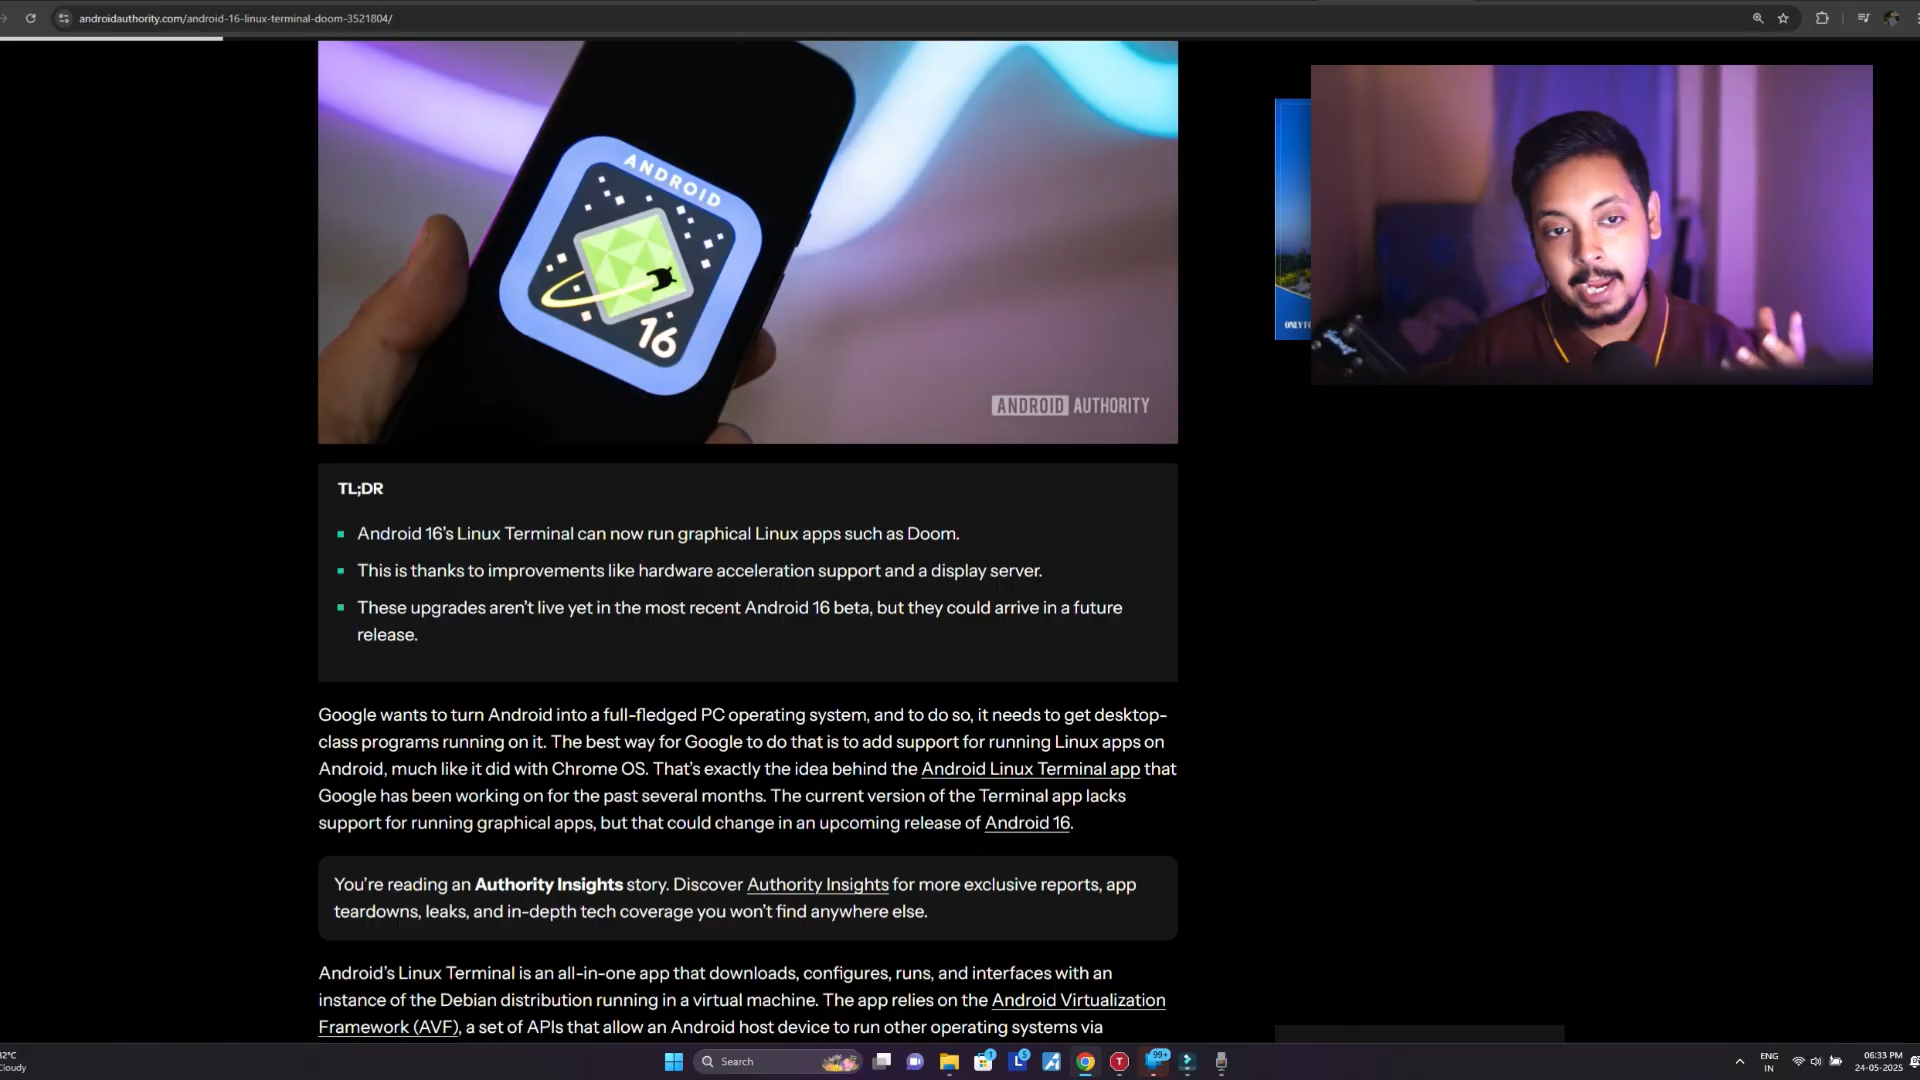 androidauthority.com/android-16-linux-terminal-doom-3521804/
ANDROID
16
ANDROID AUTHORITY
TL;DR
Android 16's Linux Terminal can now run graphical Linux apps such as Doom.
This is thanks to improvements like hardware acceleration support and a display server.
These upgrades aren't live yet in the most recent Android 16 beta, but they could arrive in a future
release.
Google wants to turn Android into a full-fledged PC operating system, and to do so, it needs to get desktop-
class programs running on it. The best way for Google to do that is to add support for running Linux apps on
Android, much like it did with Chrome OS. That's exactly the idea behind the Android Linux Terminal app that
Google has been working on for the past several months. The current version of the Terminal app lacks
support for running graphical apps, but that could change in an upcoming release of Android 16.
You're reading an Authority Insights story. Discover Authority Insights for more exclusive reports, app
teardowns, leaks, and in-depth tech coverage you won't find anywhere else.
Android's Linux Terminal is an all-in-one app that downloads, configures, runs, and interfaces with an
instance of the Debian distribution running in a virtual machine. The app relies on the Android Virtualization
Framework (AVF), a set of APIs that allow an Android host device to run other operating systems via
2°C
Cloudy
Search
1
5
99+
ENG
IN
06:33 PM
24-05-2025